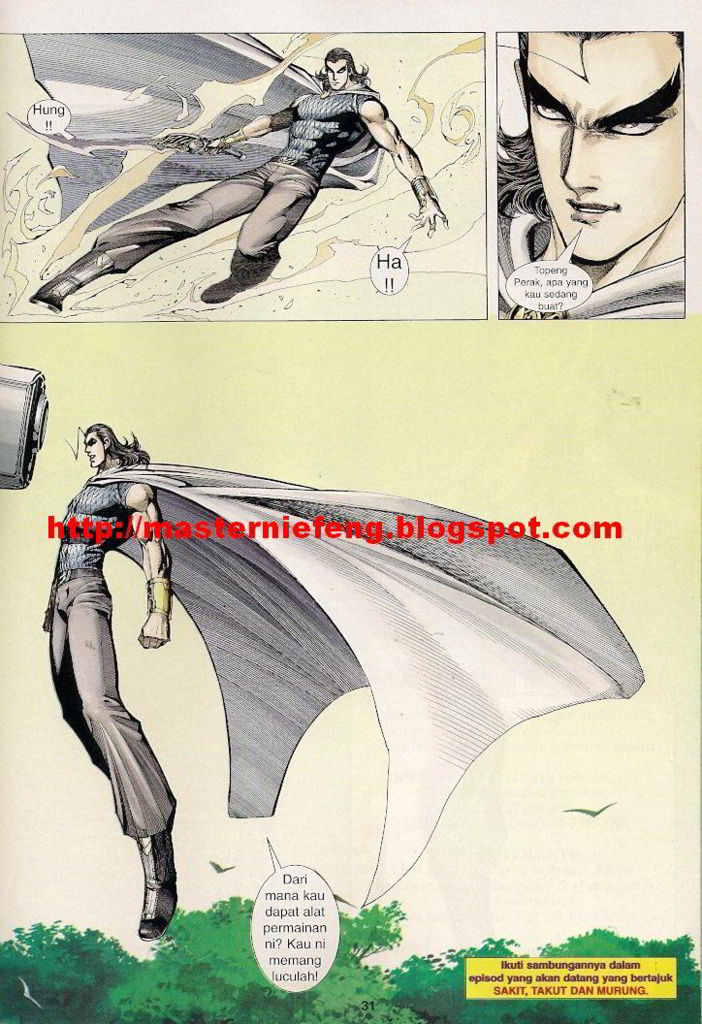 Hung
!!
Ha
!!
Topeng
Perak, apa yang
kau sedang
buat?
http://masterniefeng.blogspot.com
Dari
mana kau
dapat alat
permainan
ni? Kau ni
memang
luculah!
Ikuti sambungannya dalam
episod yang akan datang yang bertajuk
SAKIT, TAKUT DAN MURUNG.
31